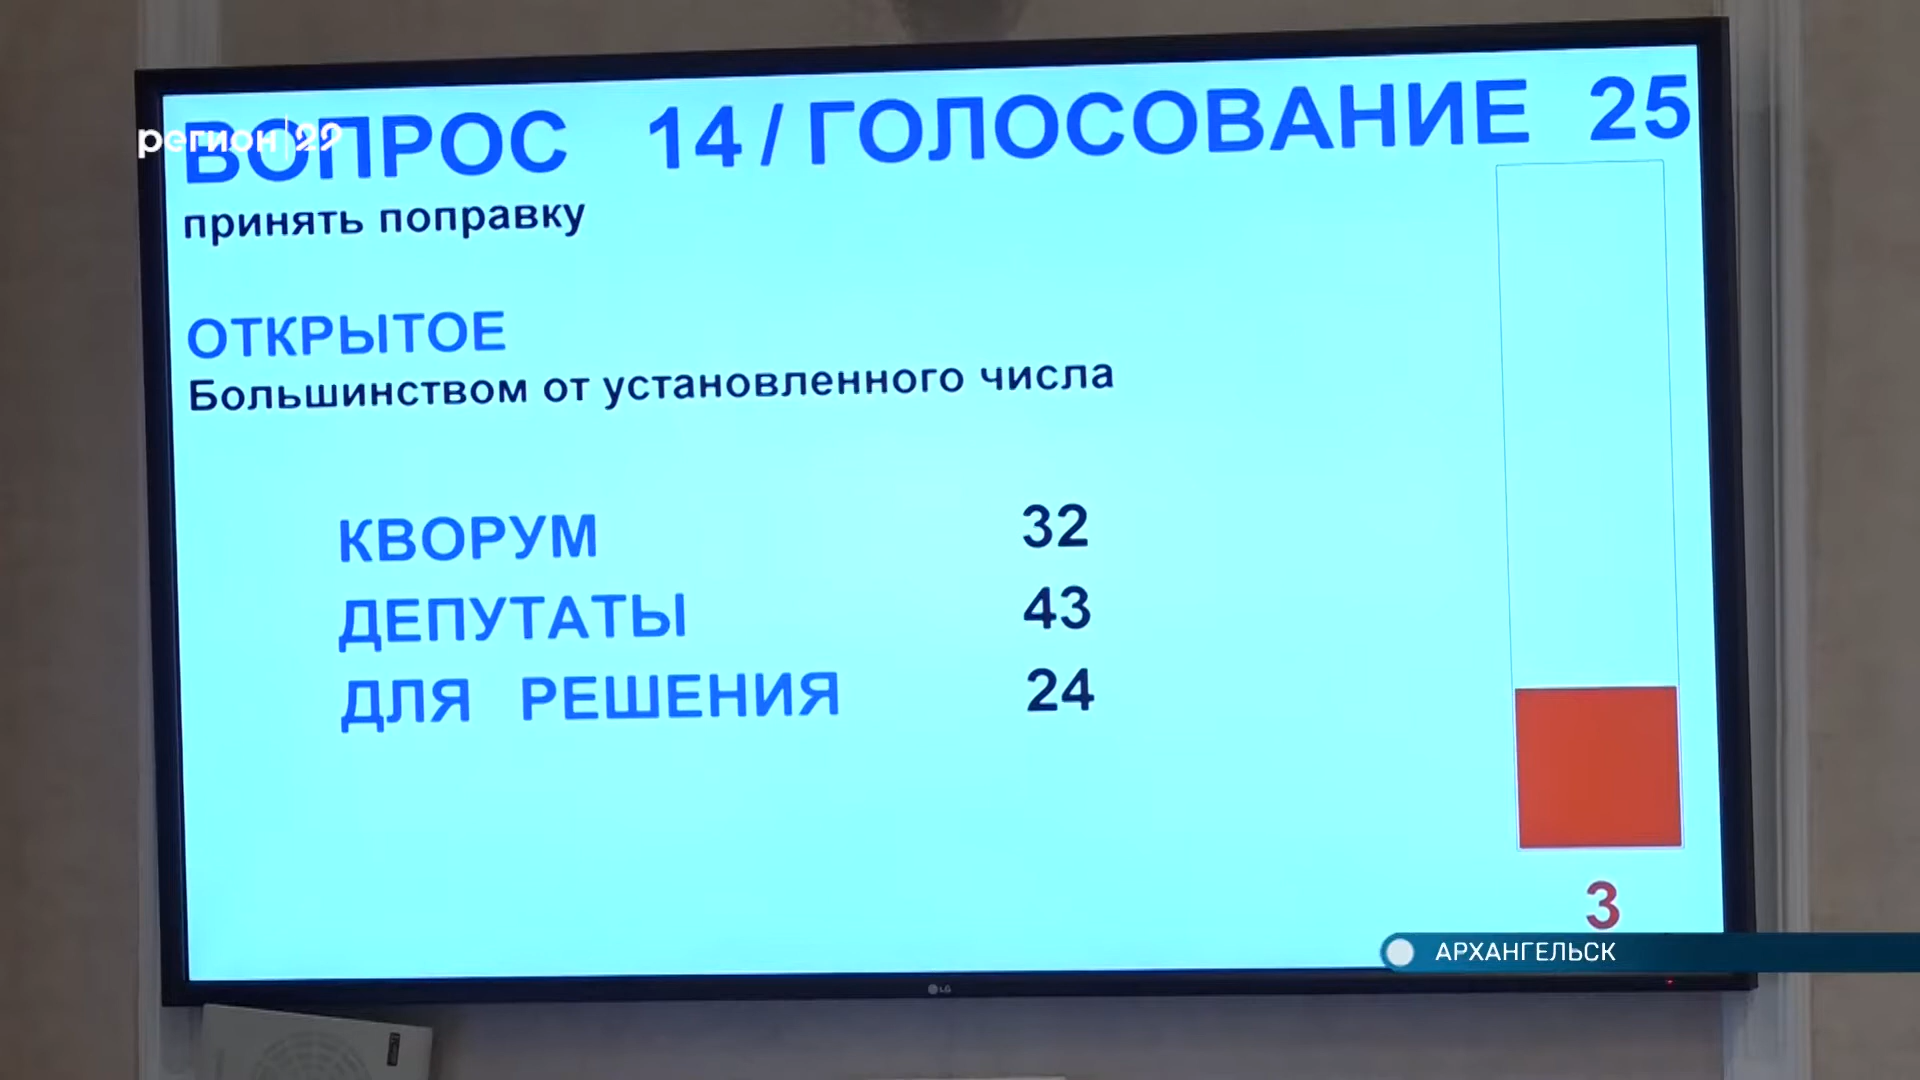 ВОПРОС 14 / ГОЛОСОВАНИЕ 25
регион 29
принять поправку
ОТКРЫТОЕ
Большинством от установленного числа
КВОРУМ 32
ДЕПУТАТЫ 43
ДЛЯ РЕШЕНИЯ 24
3
АРХАНГЕЛЬСК
LG